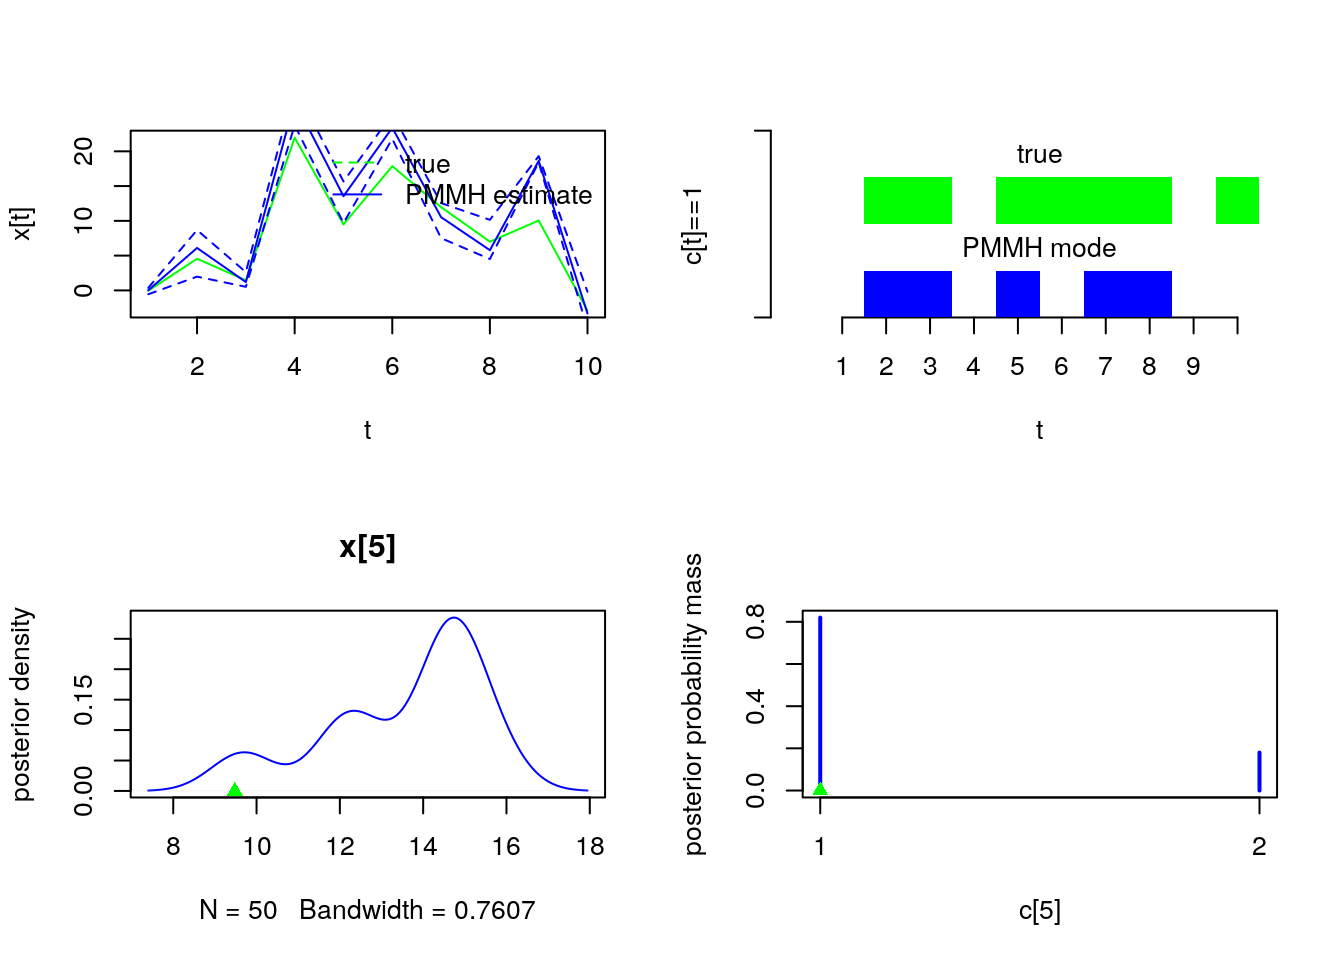 x[t]
20
10
0
true
PMMH estimate
2 4 6 8 10
t
c[t]==1
true
PMMH mode
1 2 3 4 5 6 7 8 9
t
x[5]
posterior density
0.15
0.00
8 10 12 14 16 18
N = 50 Bandwidth = 0.7607
posterior probability mass
0.8
0.4
0.0
1 2
c[5]